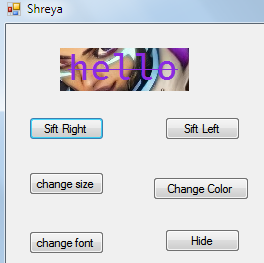 Shreya
hello
Sift Right
Sift Left
change size
Change Color
change font
Hide